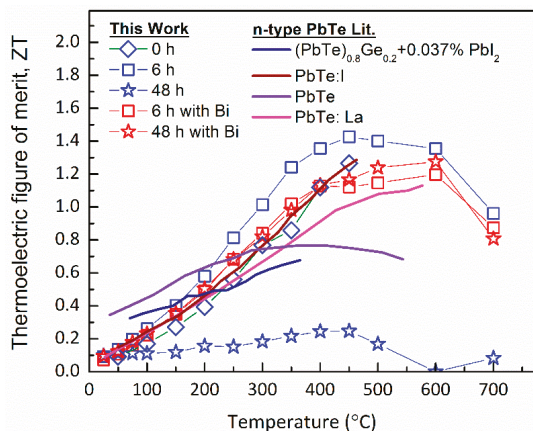 This Work
0 h
6 h
48 h
6 h with Bi
48 h with Bi
n-type PbTe Lit.
(PbTe)0.8Ge0.2+0.037% PbI2
PbTe:I
PbTe
PbTe: La
Thermoelectric figure of merit, ZT
2.0
1.8
1.6
1.4
1.2
1.0
0.8
0.6
0.4
0.2
0.0
0 100 200 300 400 500 600 700
Temperature (°C)